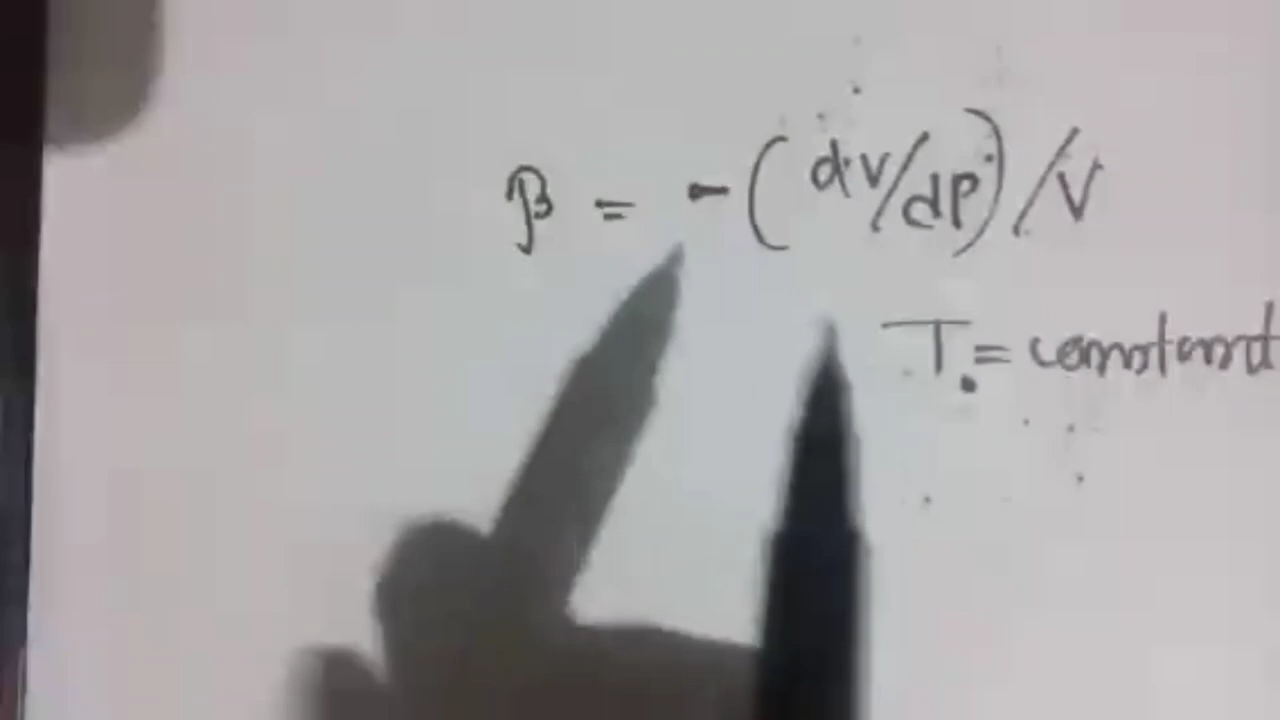 β = -(dv/dp)/V
T = constant